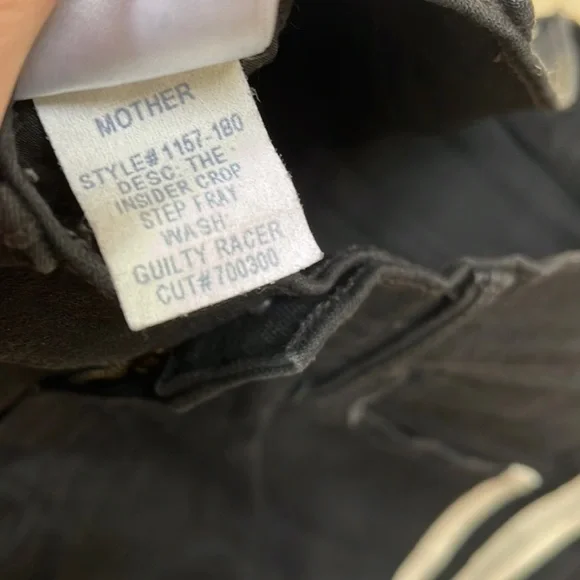 MOTHER
STYLE# 1157-180
DESC. THE
INSIDER CROP
STEP FRAY
WASH:
GUILTY RACER
CUT# 700300